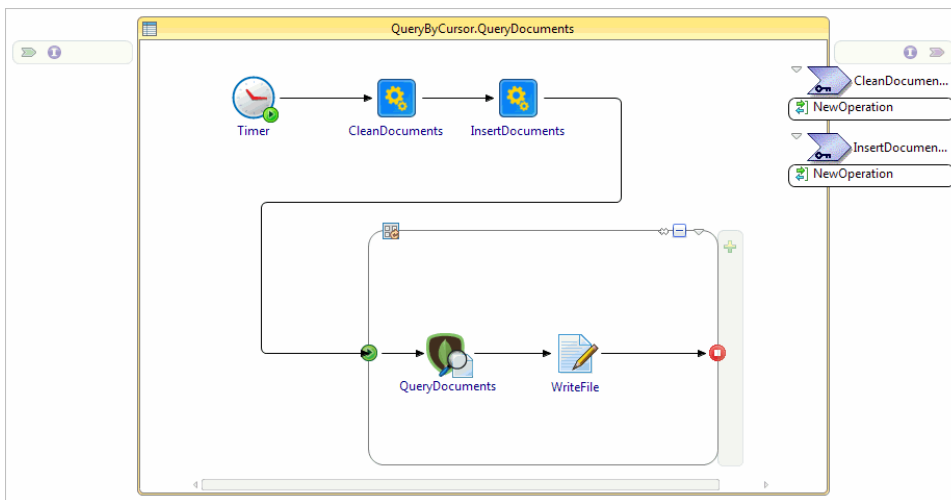 QueryByCursor.QueryDocuments
Timer
CleanDocuments
InsertDocuments
CleanDocumen...
NewOperation
InsertDocumen...
NewOperation
QueryDocuments
WriteFile